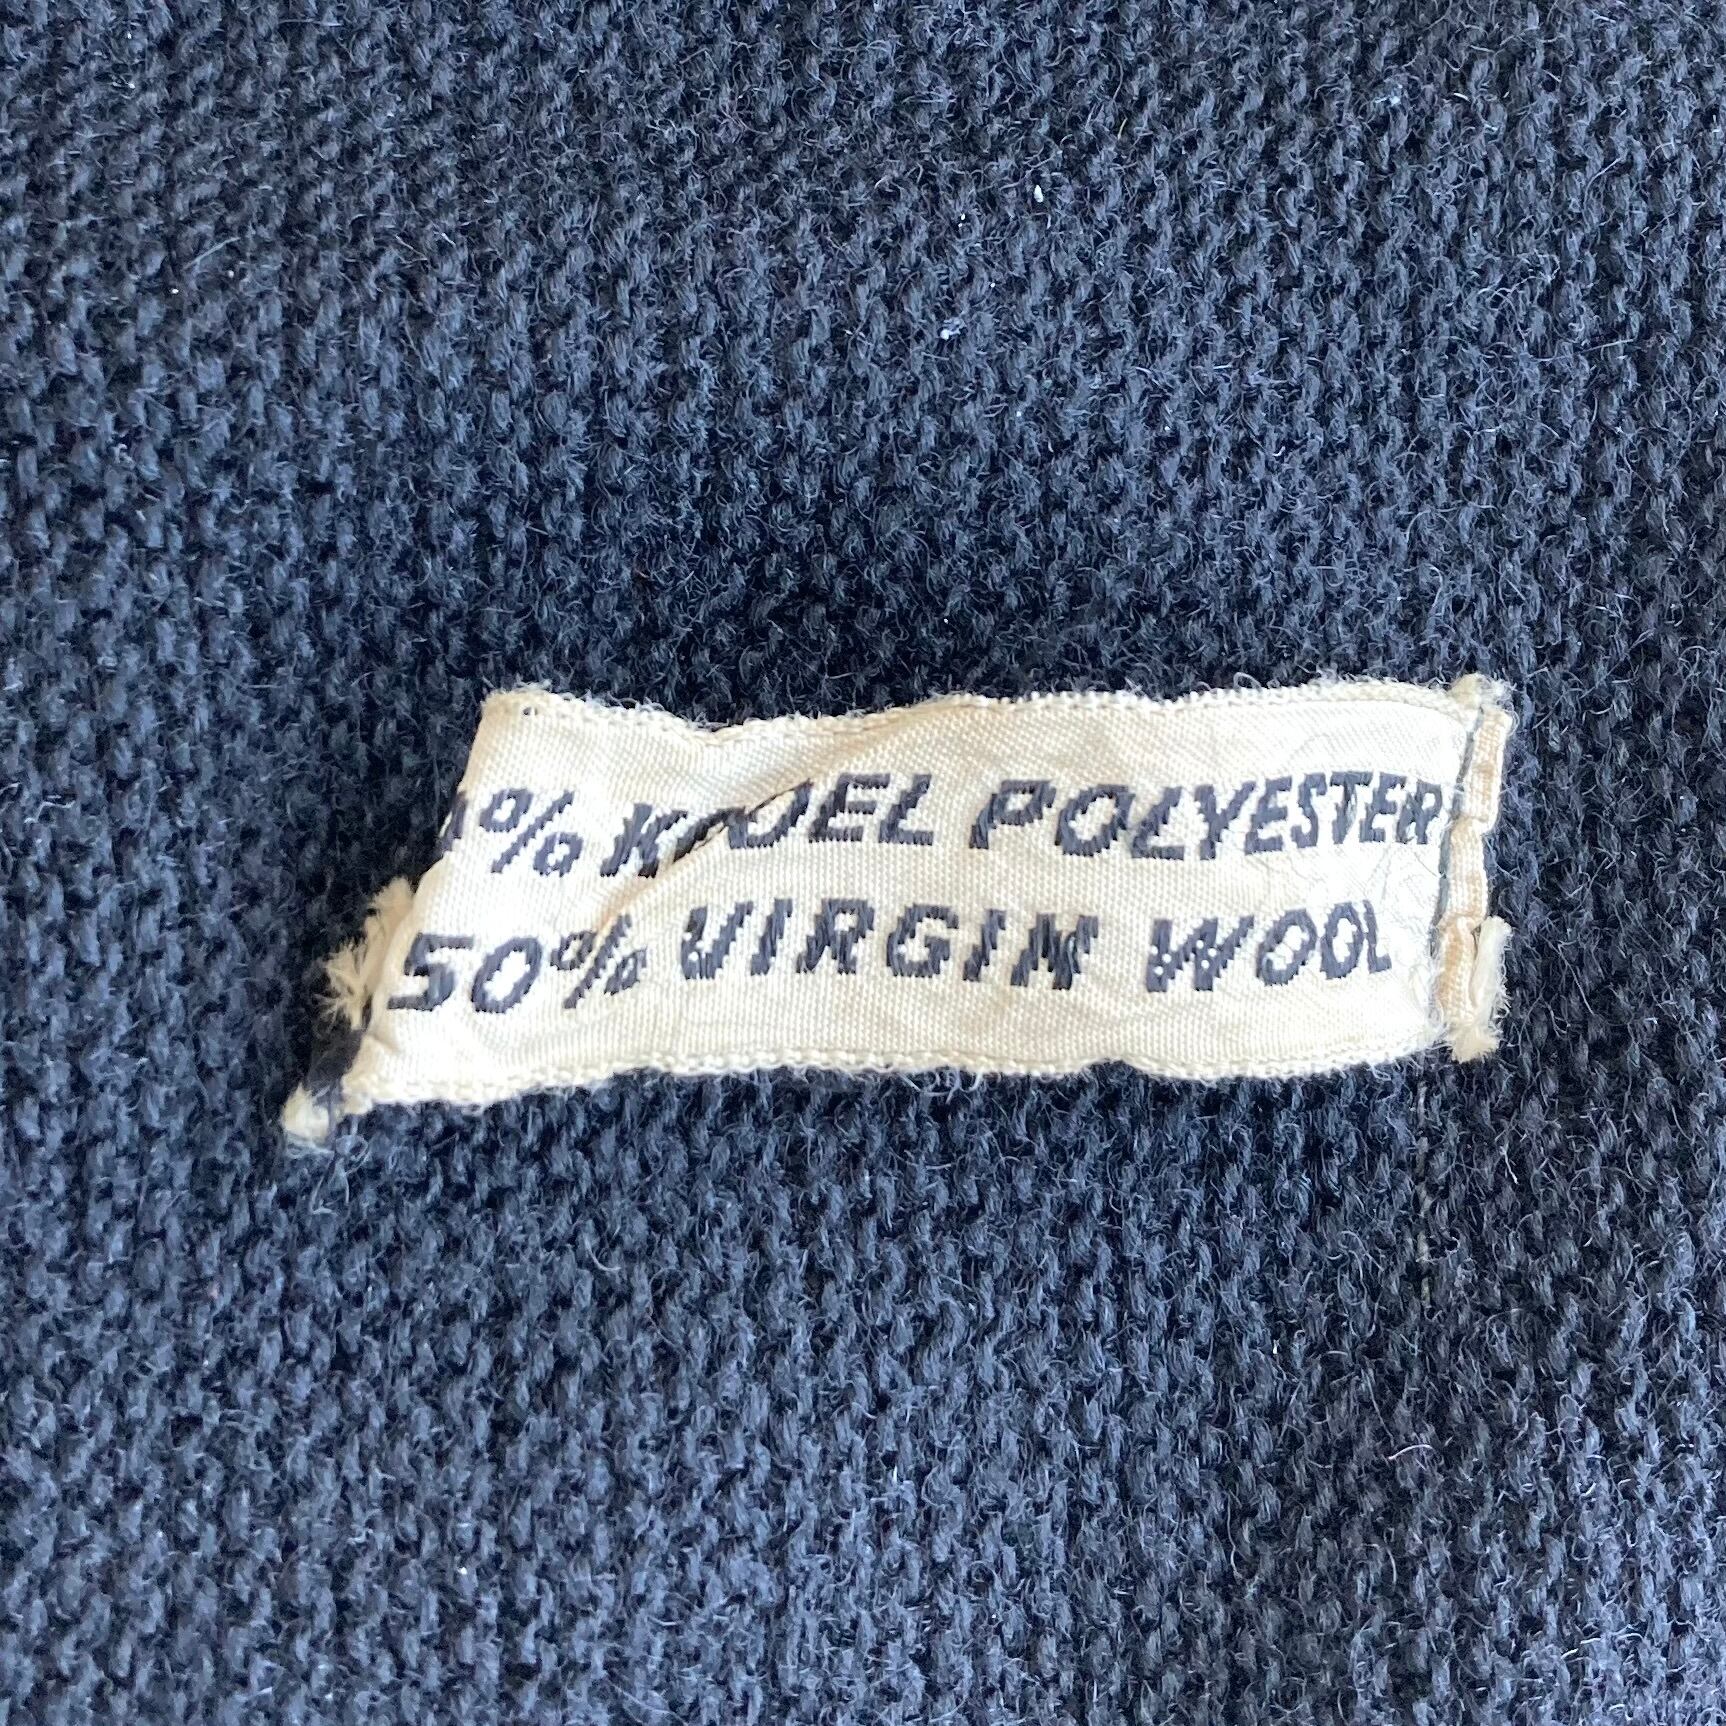 % KODEL POLYESTER
50% VIRGIN WOOL